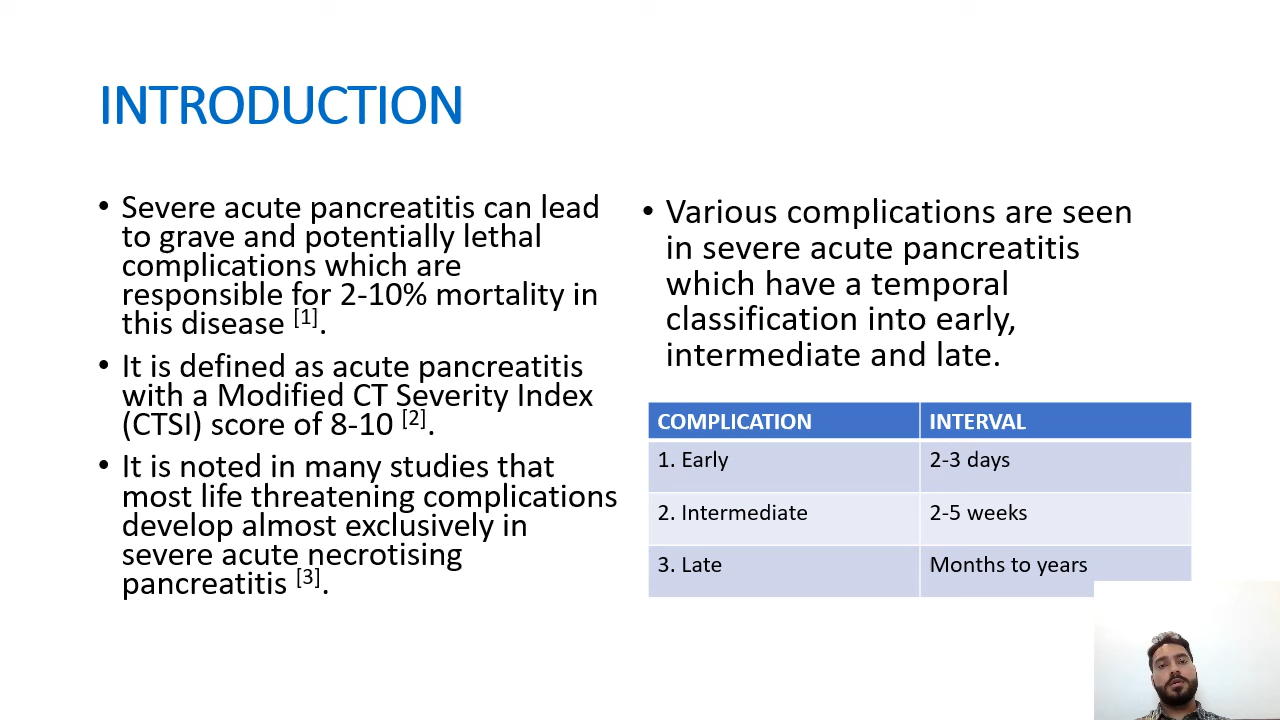 INTRODUCTION
• Severe acute pancreatitis can lead
to grave and potentially lethal
complications which are
responsible for 2-10% mortality in
this disease [1].
• It is defined as acute pancreatitis
with a Modified CT Severity Index
(CTSI) score of 8-10 [2].
• It is noted in many studies that
most life threatening complications
develop almost exclusively in
severe acute necrotising
pancreatitis [3].
• Various complications are seen
in severe acute pancreatitis
which have a temporal
classification into early,
intermediate and late.
COMPLICATION INTERVAL
1. Early 2-3 days
2. Intermediate 2-5 weeks
3. Late Months to years